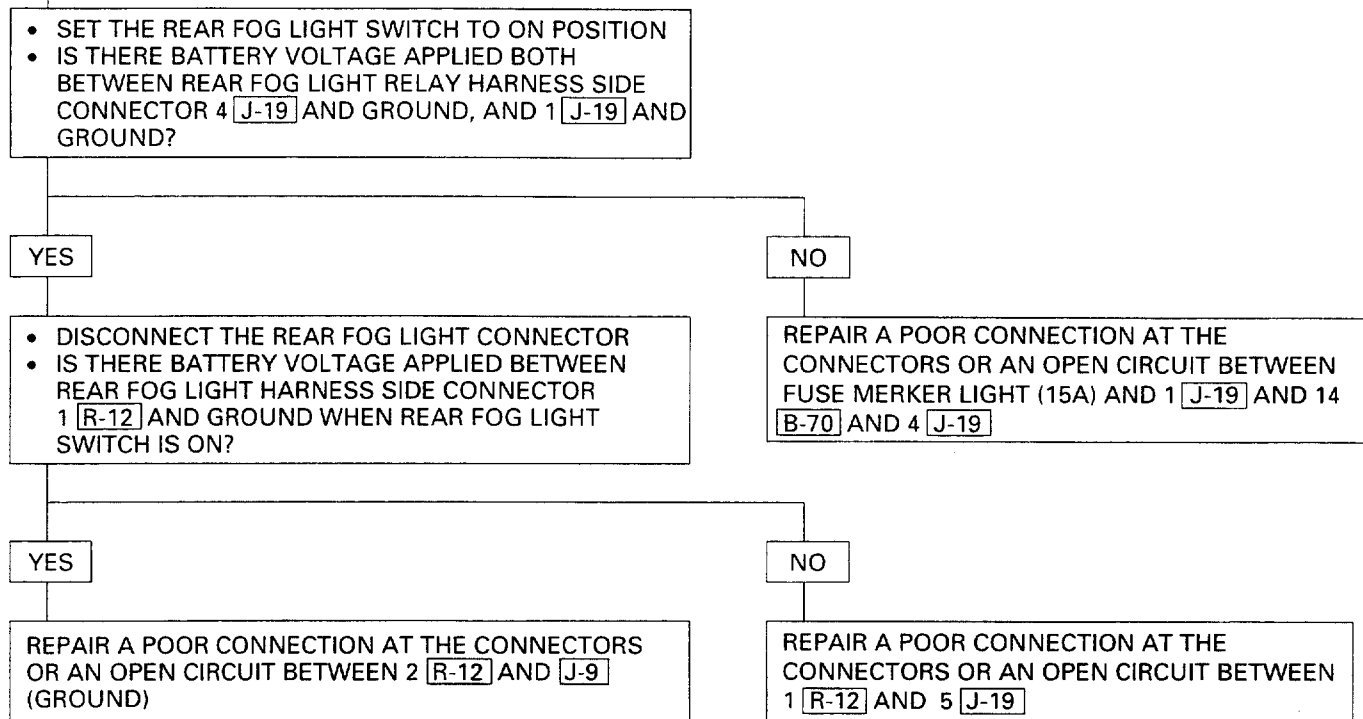 • SET THE REAR FOG LIGHT SWITCH TO ON POSITION
• IS THERE BATTERY VOLTAGE APPLIED BOTH
BETWEEN REAR FOG LIGHT RELAY HARNESS SIDE
CONNECTOR 4 J-19 AND GROUND, AND 1 J-19 AND
GROUND?
YES
NO
• DISCONNECT THE REAR FOG LIGHT CONNECTOR
• IS THERE BATTERY VOLTAGE APPLIED BETWEEN
REAR FOG LIGHT HARNESS SIDE CONNECTOR
1 R-12 AND GROUND WHEN REAR FOG LIGHT
SWITCH IS ON?
REPAIR A POOR CONNECTION AT THE
CONNECTORS OR AN OPEN CIRCUIT BETWEEN
FUSE MERKER LIGHT (15A) AND 1 J-19 AND 14
B-70 AND 4 J-19
YES
NO
REPAIR A POOR CONNECTION AT THE CONNECTORS
OR AN OPEN CIRCUIT BETWEEN 2 R-12 AND J-9
(GROUND)
REPAIR A POOR CONNECTION AT THE
CONNECTORS OR AN OPEN CIRCUIT BETWEEN
1 R-12 AND 5 J-19